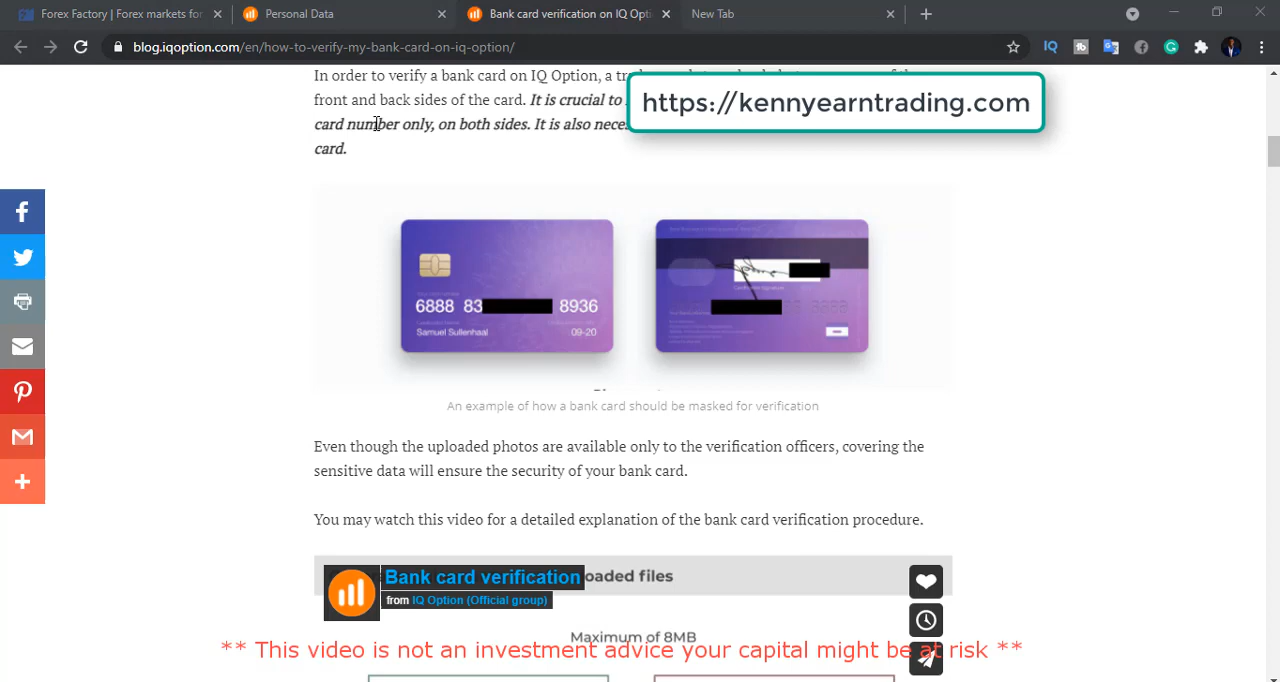 Forex Factory | Forex markets for
Personal Data
Bank card verification on IQ Opti
New Tab
blog.iqoption.com/en/how-to-verify-my-bank-card-on-iq-option/
In order to verify a bank card on IQ Option, a
https://kennyearntrading.com
front and back sides of the card. It is crucial to
card number only, on both sides. It is also
card.
6888 83 8936
Samuel Sullenhaal 09-20
An example of how a bank card should be masked for verification
Even though the uploaded photos are available only to the verification officers, covering the
sensitive data will ensure the security of your bank card.
You may watch this video for a detailed explanation of the bank card verification procedure.
Bank card verification oaded files
from IQ Option (Official group)
Maximum of 8MB
** This video is not an investment advice your capital might be at risk **